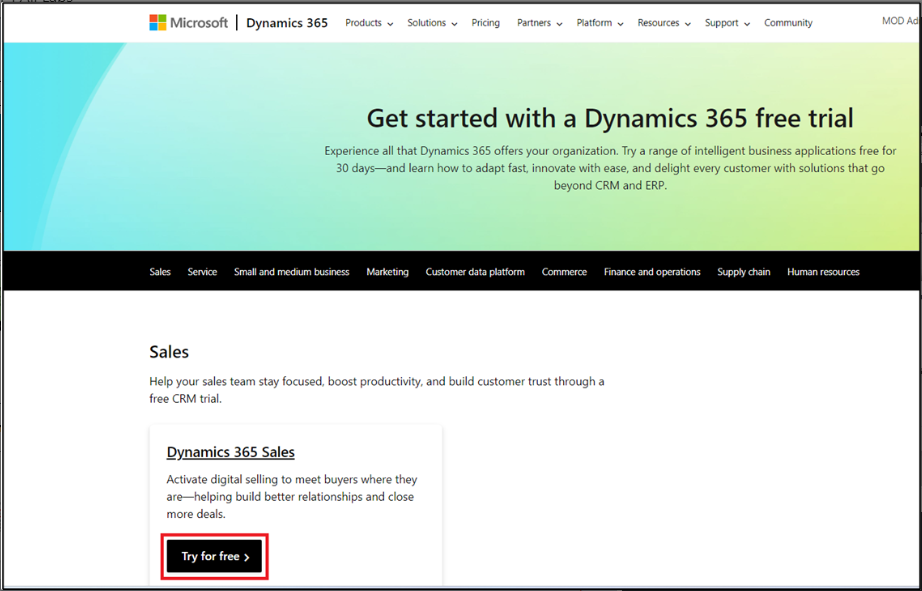 Microsoft Dynamics 365 Products Solutions Pricing Partners Platform Resources Support Community MOD
Get started with a Dynamics 365 free trial
Experience all that Dynamics 365 offers your organization. Try a range of intelligent business applications free for
30 days—and learn how to adapt fast, innovate with ease, and delight every customer with solutions that go
beyond CRM and ERP.
Sales Service Small and medium business Marketing Customer data platform Commerce Finance and operations Supply chain Human resources
Sales
Help your sales team stay focused, boost productivity, and build customer trust through a
free CRM trial.
Dynamics 365 Sales
Activate digital selling to meet buyers where they
are—helping build better relationships and close
more deals.
Try for free